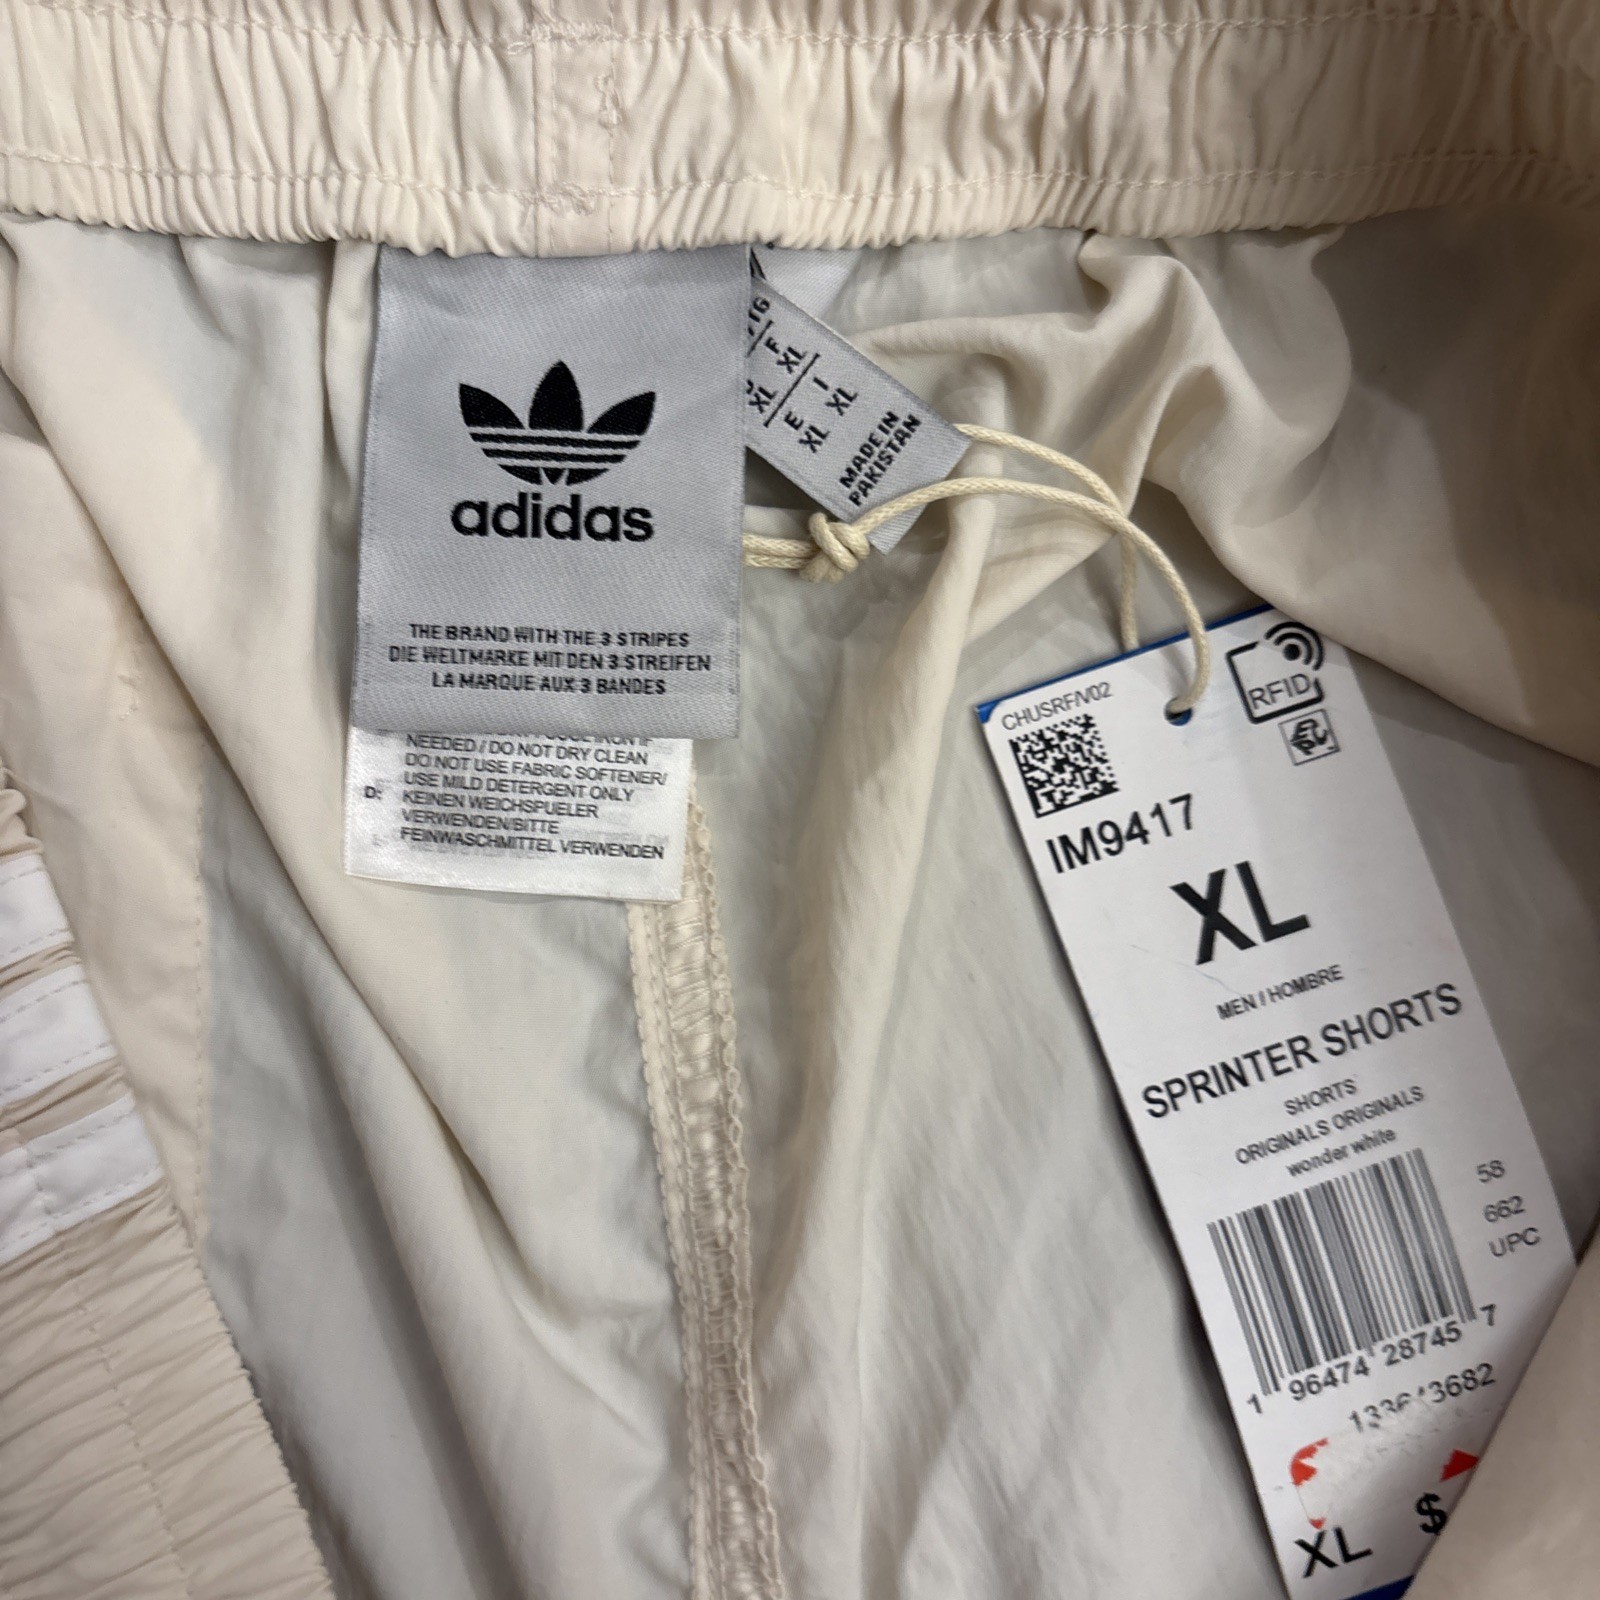 adidas
THE BRAND WITH THE 3 STRIPES
DIE WELTMARKE MIT DEN 3 STREIFEN
LA MARQUE AUX 3 BANDES
NEEDED / DO NOT DRY CLEAN
DO NOT USE FABRIC SOFTENER/
USE MILD DETERGENT ONLY
D: KEINEN WEICHSPUELER
VERWENDEN/BITTE
FEINWASCHMITTEL VERWENDEN
F
XL
XL
E
XL
I
XL
MADE IN
PAKISTAN
RFID
CHUSRF/V02
IM9417
XL
MEN / HOMBRE
SPRINTER SHORTS
SHORTS
ORIGINALS ORIGINALS
wonder white
58
662
UPC
1 96474 28745 7
XL $